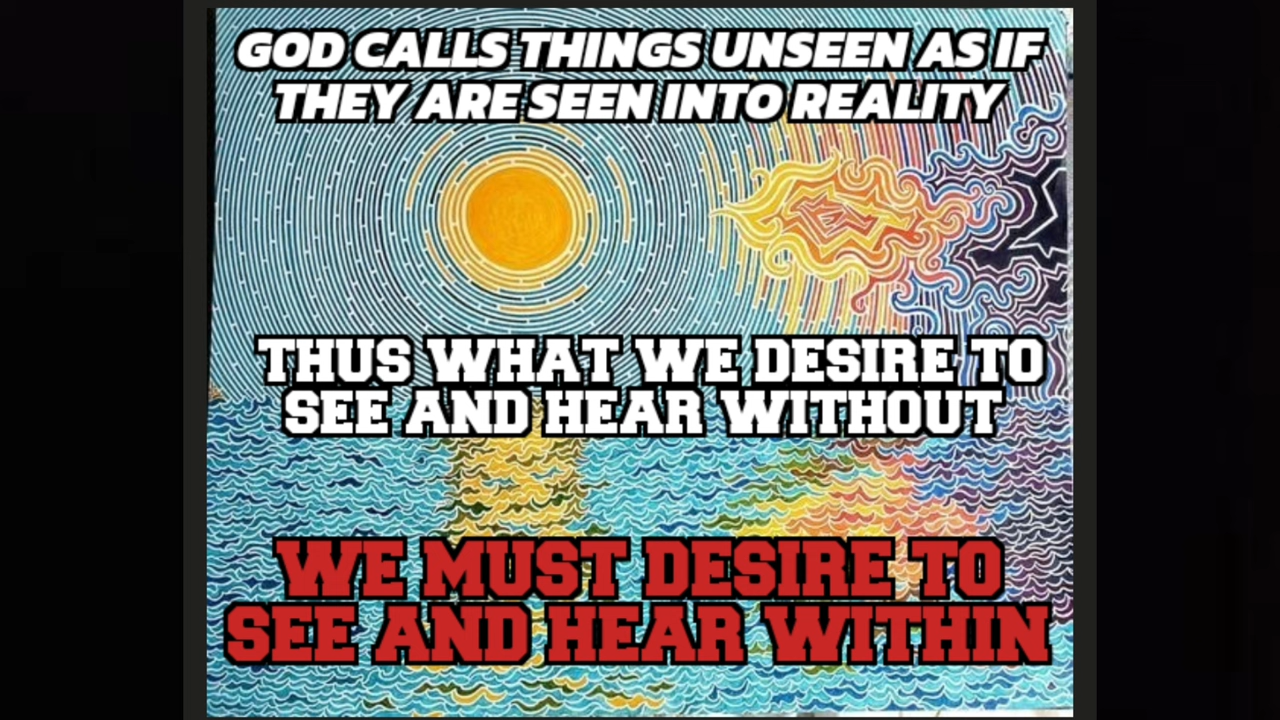 GOD CALLS THINGS UNSEEN AS IF
THEY ARE SEEN INTO REALITY
THUS WHAT WE DESIRE TO
SEE AND HEAR WITHOUT
WE MUST DESIRE TO
SEE AND HEAR WITHIN